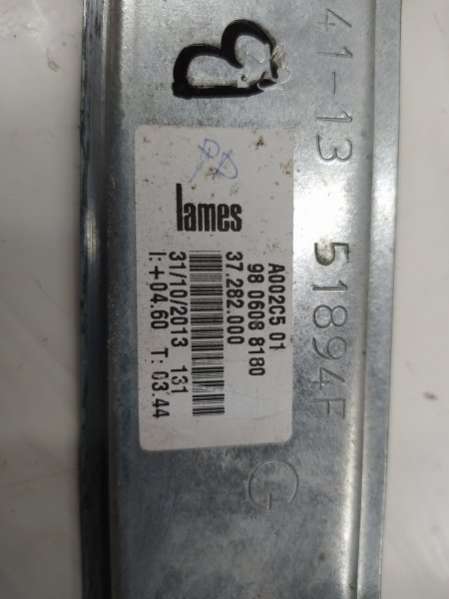 41-13 51894F
G
lames
A002C5 01
98 0608 8180
37.282.000
31/10/2013 131
I: +04.60 T: 03.44